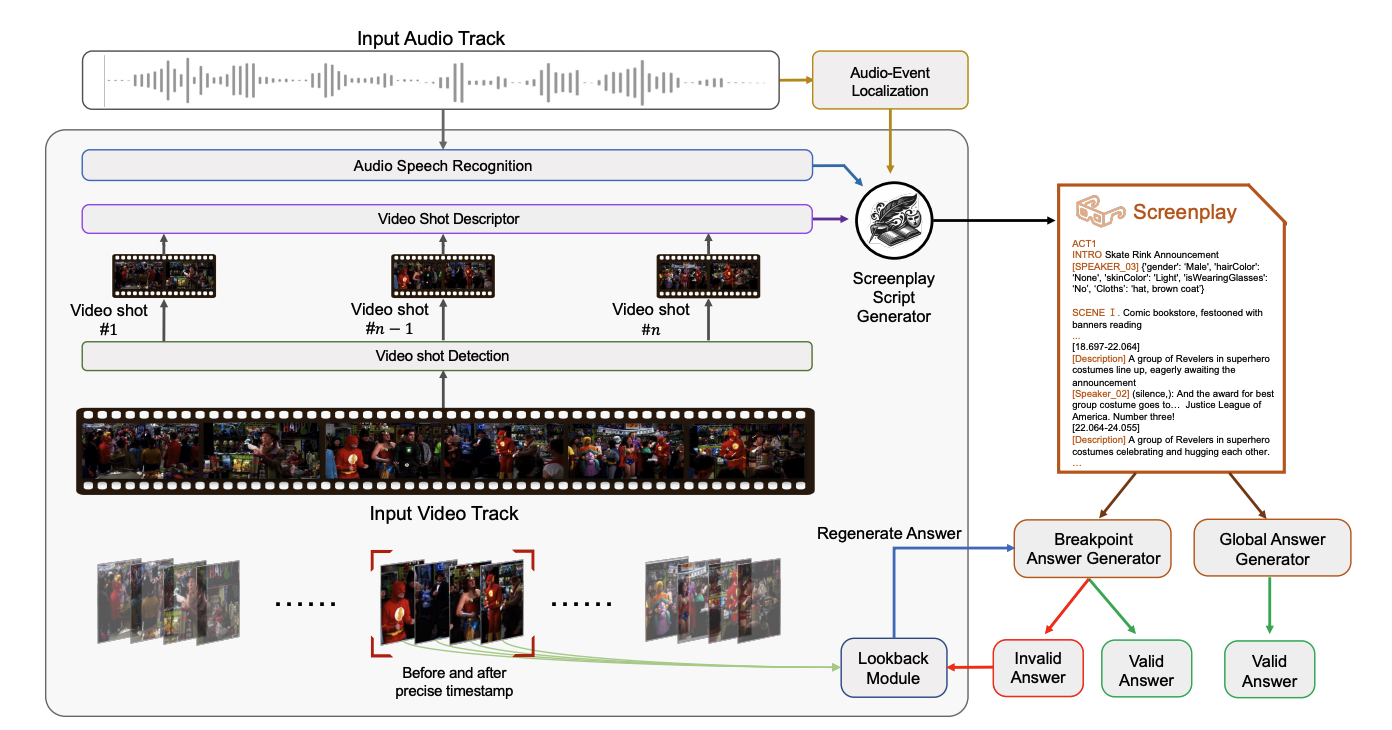 Input Audio Track
Audio-Event
Localization
Audio Speech Recognition
Video Shot Descriptor
Video shot
#1
Video shot
#n − 1
Video shot
#n
Video shot Detection
Input Video Track
Screenplay
Script
Generator
Screenplay
ACT1
INTRO Skate Rink Announcement
[SPEAKER_03] {'gender': 'Male', 'hairColor':
'None', 'skinColor': 'Light', 'isWearingGlasses':
'No', 'Cloths': 'hat, brown coat'}
SCENE I . Comic bookstore, festooned with
banners reading
...
[18.697-22.064]
[Description] A group of Revelers in superhero
costumes line up, eagerly awaiting the
announcement
[Speaker_02] (silence,): And the award for best
group costume goes to… Justice League of
America. Number three!
[22.064-24.055]
[Description] A group of Revelers in superhero
costumes celebrating and hugging each other.
...
Regenerate Answer
Breakpoint
Answer Generator
Global Answer
Generator
......
......
Before and after
precise timestamp
Lookback
Module
Invalid
Answer
Valid
Answer
Valid
Answer